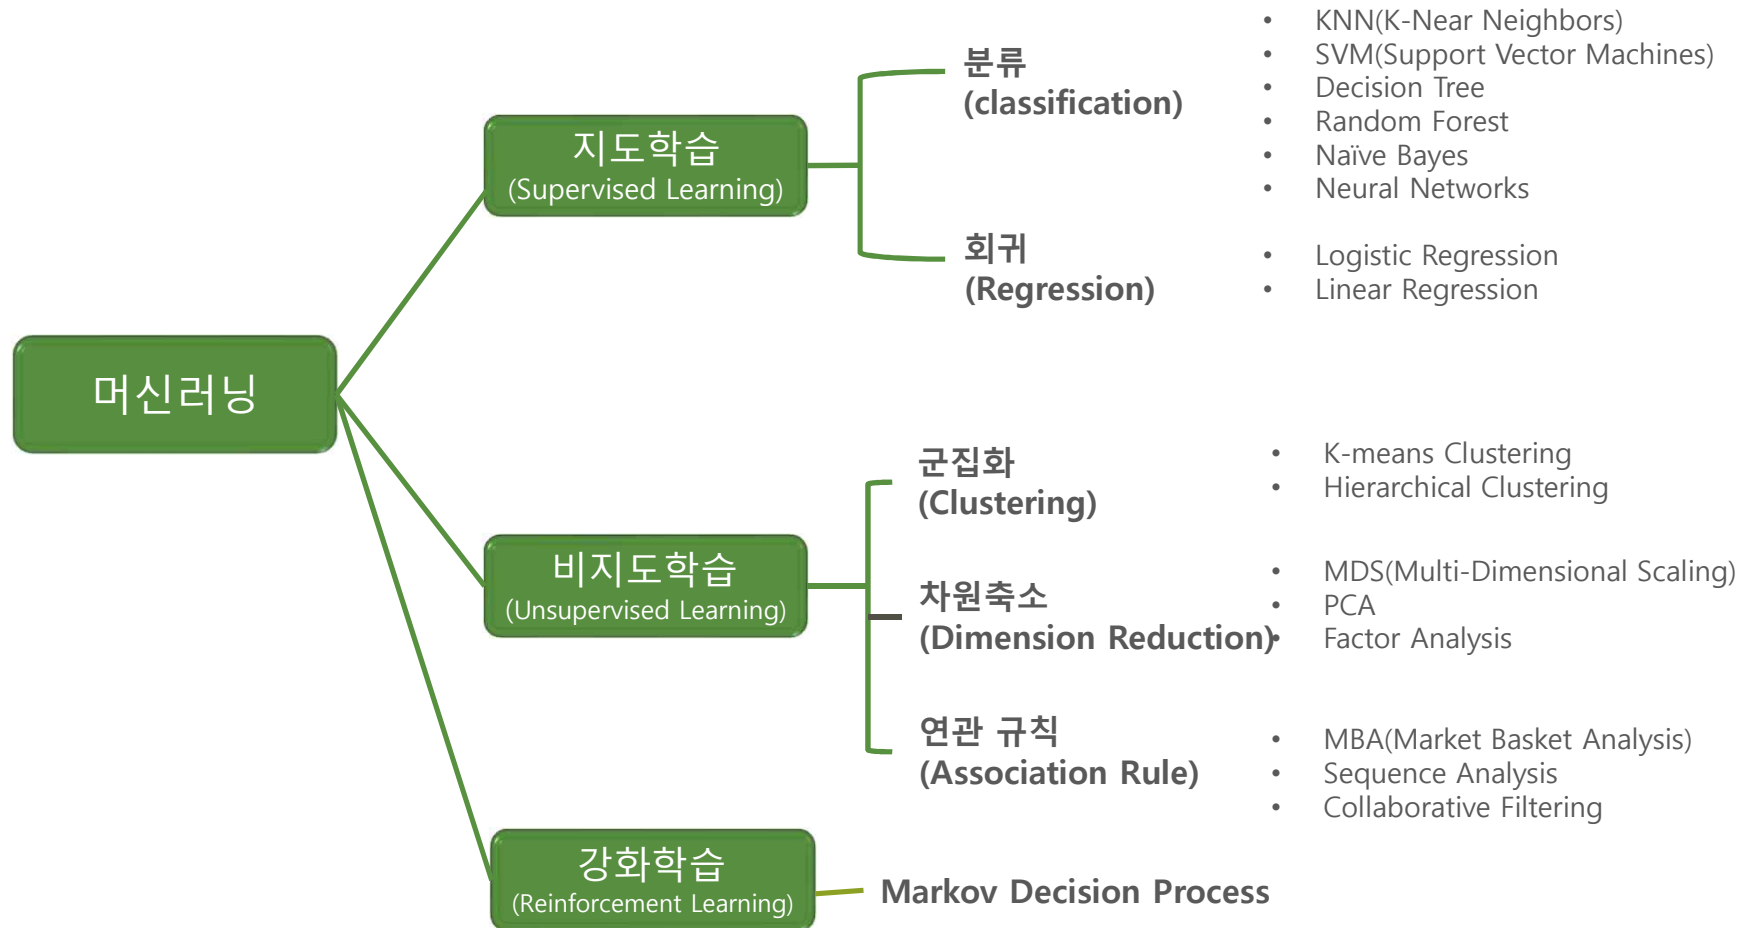 머신러닝
지도학습
(Supervised Learning)
분류
(classification)
• KNN(K-Near Neighbors)
• SVM(Support Vector Machines)
• Decision Tree
• Random Forest
• Naïve Bayes
• Neural Networks
회귀
(Regression)
• Logistic Regression
• Linear Regression
비지도학습
(Unsupervised Learning)
군집화
(Clustering)
• K-means Clustering
• Hierarchical Clustering
차원축소
(Dimension Reduction)
• MDS(Multi-Dimensional Scaling)
• PCA
• Factor Analysis
연관 규칙
(Association Rule)
• MBA(Market Basket Analysis)
• Sequence Analysis
• Collaborative Filtering
강화학습
(Reinforcement Learning)
Markov Decision Process